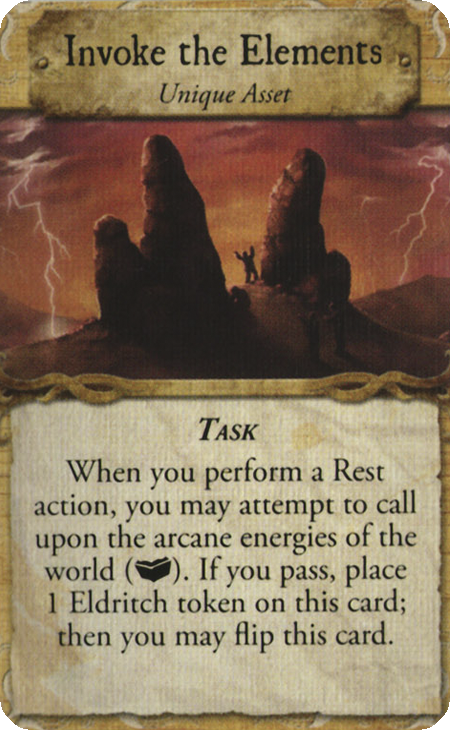 Invoke the Elements
Unique Asset
TASK
When you perform a Rest
action, you may attempt to call
upon the arcane energies of the
world ( ). If you pass, place
1 Eldritch token on this card;
then you may flip this card.